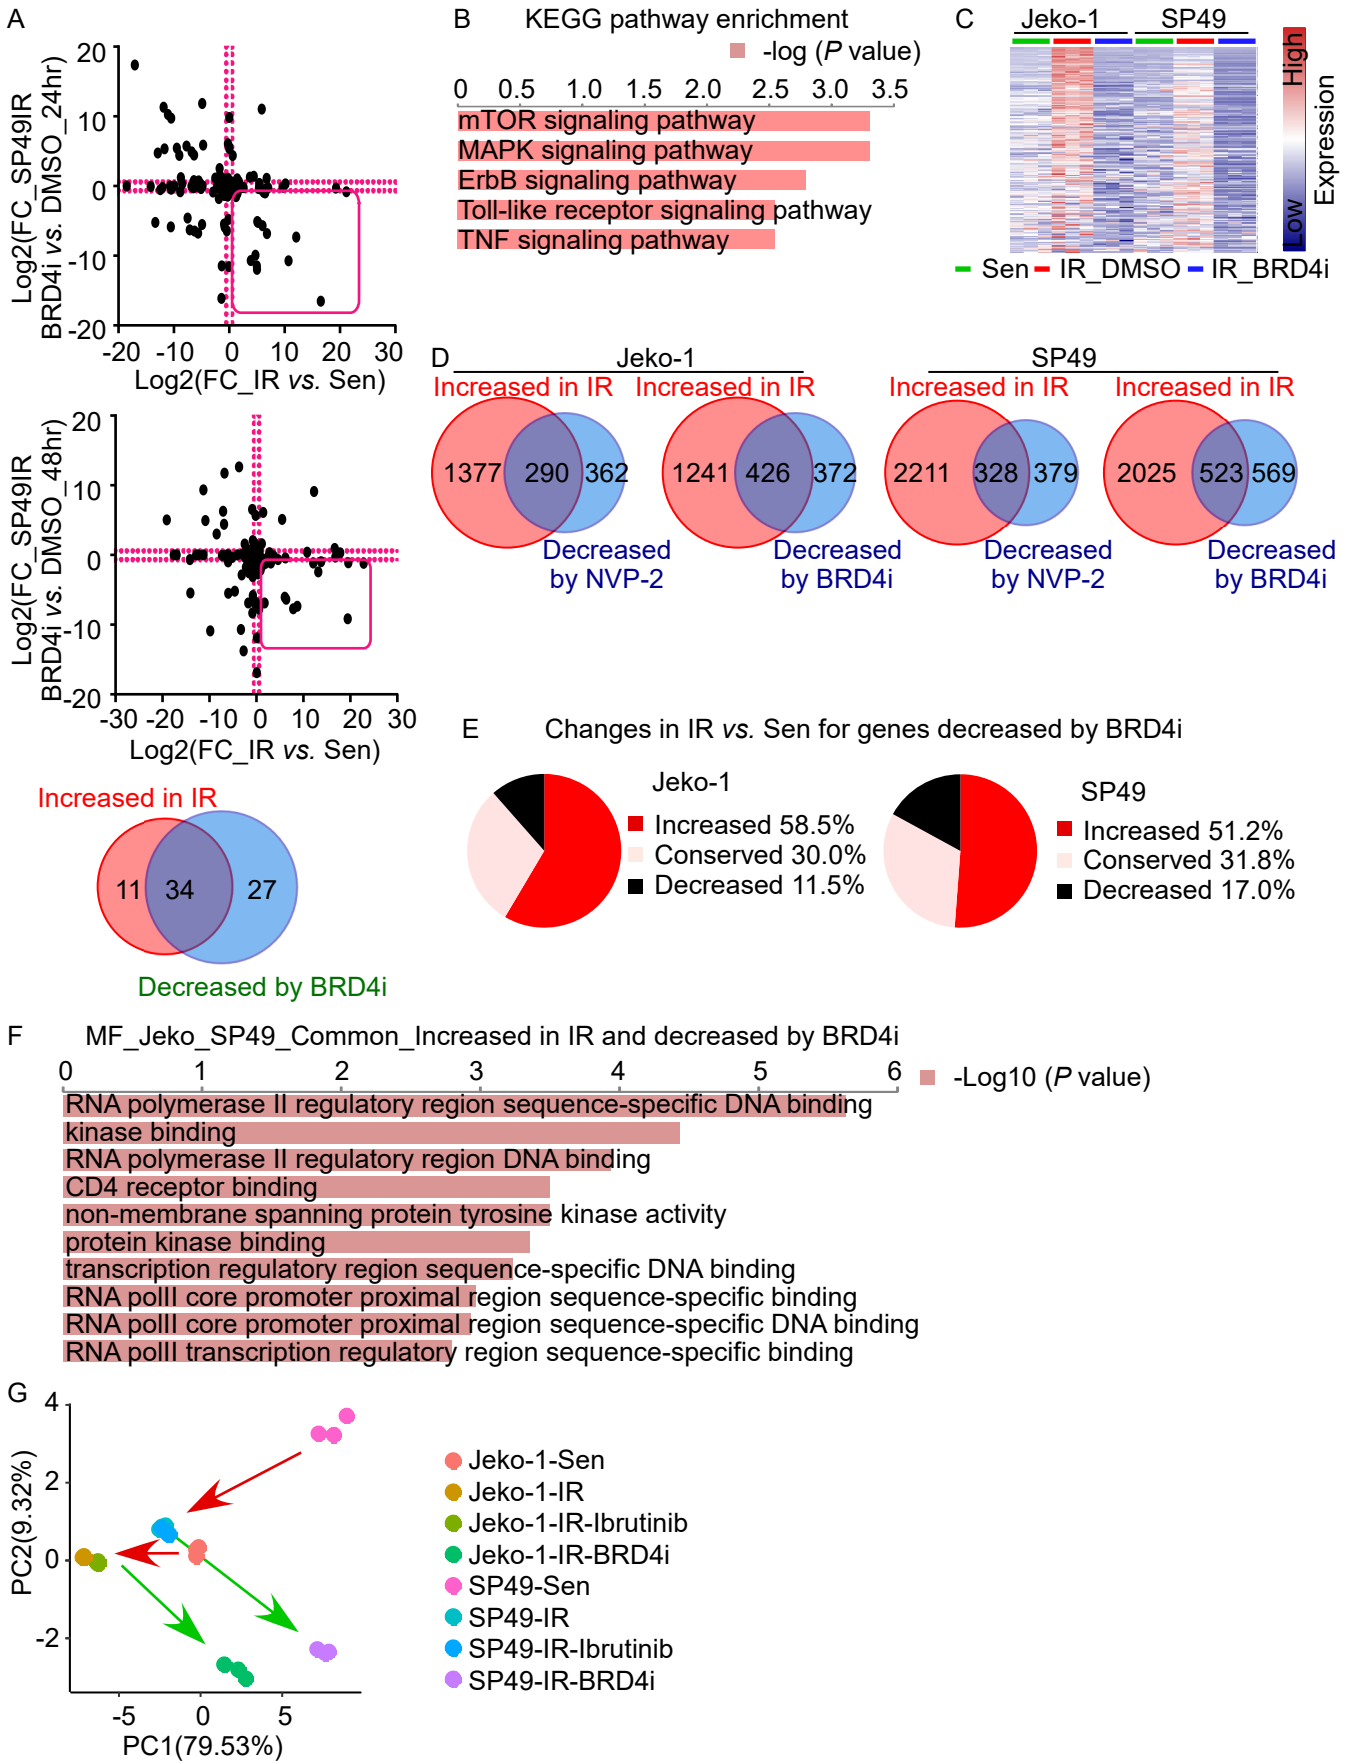 A
20
10
0
-10
-20
-20 -10 0 10 20 30
Log2(FC_SP49IR
BRD4i vs. DMSO_24hr)
Log2(FC_IR vs. Sen)
20
10
0
-10
-20
-30 -20 -10 0 10 20 30
Log2(FC_SP49IR
BRD4i vs. DMSO_48hr)
Log2(FC_IR vs. Sen)
Increased in IR
11 34 27
Decreased by BRD4i
B KEGG pathway enrichment
-log (P value)
0 0.5 1.0 1.5 2.0 2.5 3.0 3.5
mTOR signaling pathway
MAPK signaling pathway
ErbB signaling pathway
Toll-like receptor signaling pathway
TNF signaling pathway
C Jeko-1 SP49
High
Low
Expression
Sen IR_DMSO IR_BRD4i
D Jeko-1 SP49
Increased in IR Increased in IR Increased in IR Increased in IR
1377 290 362 1241 426 372 2211 328 379 2025 523 569
Decreased Decreased Decreased Decreased
by NVP-2 by BRD4i by NVP-2 by BRD4i
E Changes in IR vs. Sen for genes decreased by BRD4i
Jeko-1
Increased 58.5%
Conserved 30.0%
Decreased 11.5%
SP49
Increased 51.2%
Conserved 31.8%
Decreased 17.0%
F MF_Jeko_SP49_Common_Increased in IR and decreased by BRD4i
0 1 2 3 4 5 6
-Log10 (P value)
RNA polymerase II regulatory region sequence-specific DNA binding
kinase binding
RNA polymerase II regulatory region DNA binding
CD4 receptor binding
non-membrane spanning protein tyrosine kinase activity
protein kinase binding
transcription regulatory region sequence-specific DNA binding
RNA polII core promoter proximal region sequence-specific binding
RNA polII core promoter proximal region sequence-specific DNA binding
RNA polII transcription regulatory region sequence-specific binding
G
4
2
0
-2
PC2(9.32%)
-5 0 5
PC1(79.53%)
Jeko-1-Sen
Jeko-1-IR
Jeko-1-IR-Ibrutinib
Jeko-1-IR-BRD4i
SP49-Sen
SP49-IR
SP49-IR-Ibrutinib
SP49-IR-BRD4i